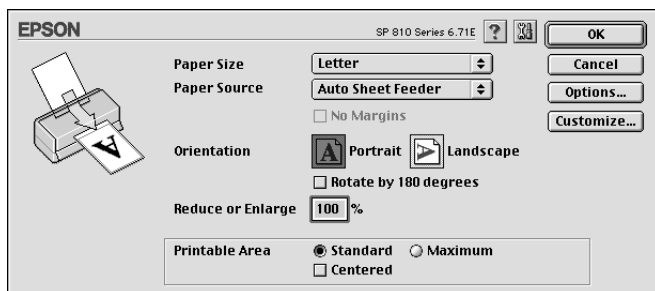 EPSON
SP 810 Series 6.71E ?
OK
Paper Size Letter
Cancel
Paper Source Auto Sheet Feeder
Options...
No Margins
Customize...
Orientation A Portrait A Landscape
Rotate by 180 degrees
Reduce or Enlarge 100 %
Printable Area Standard Maximum
Centered
A